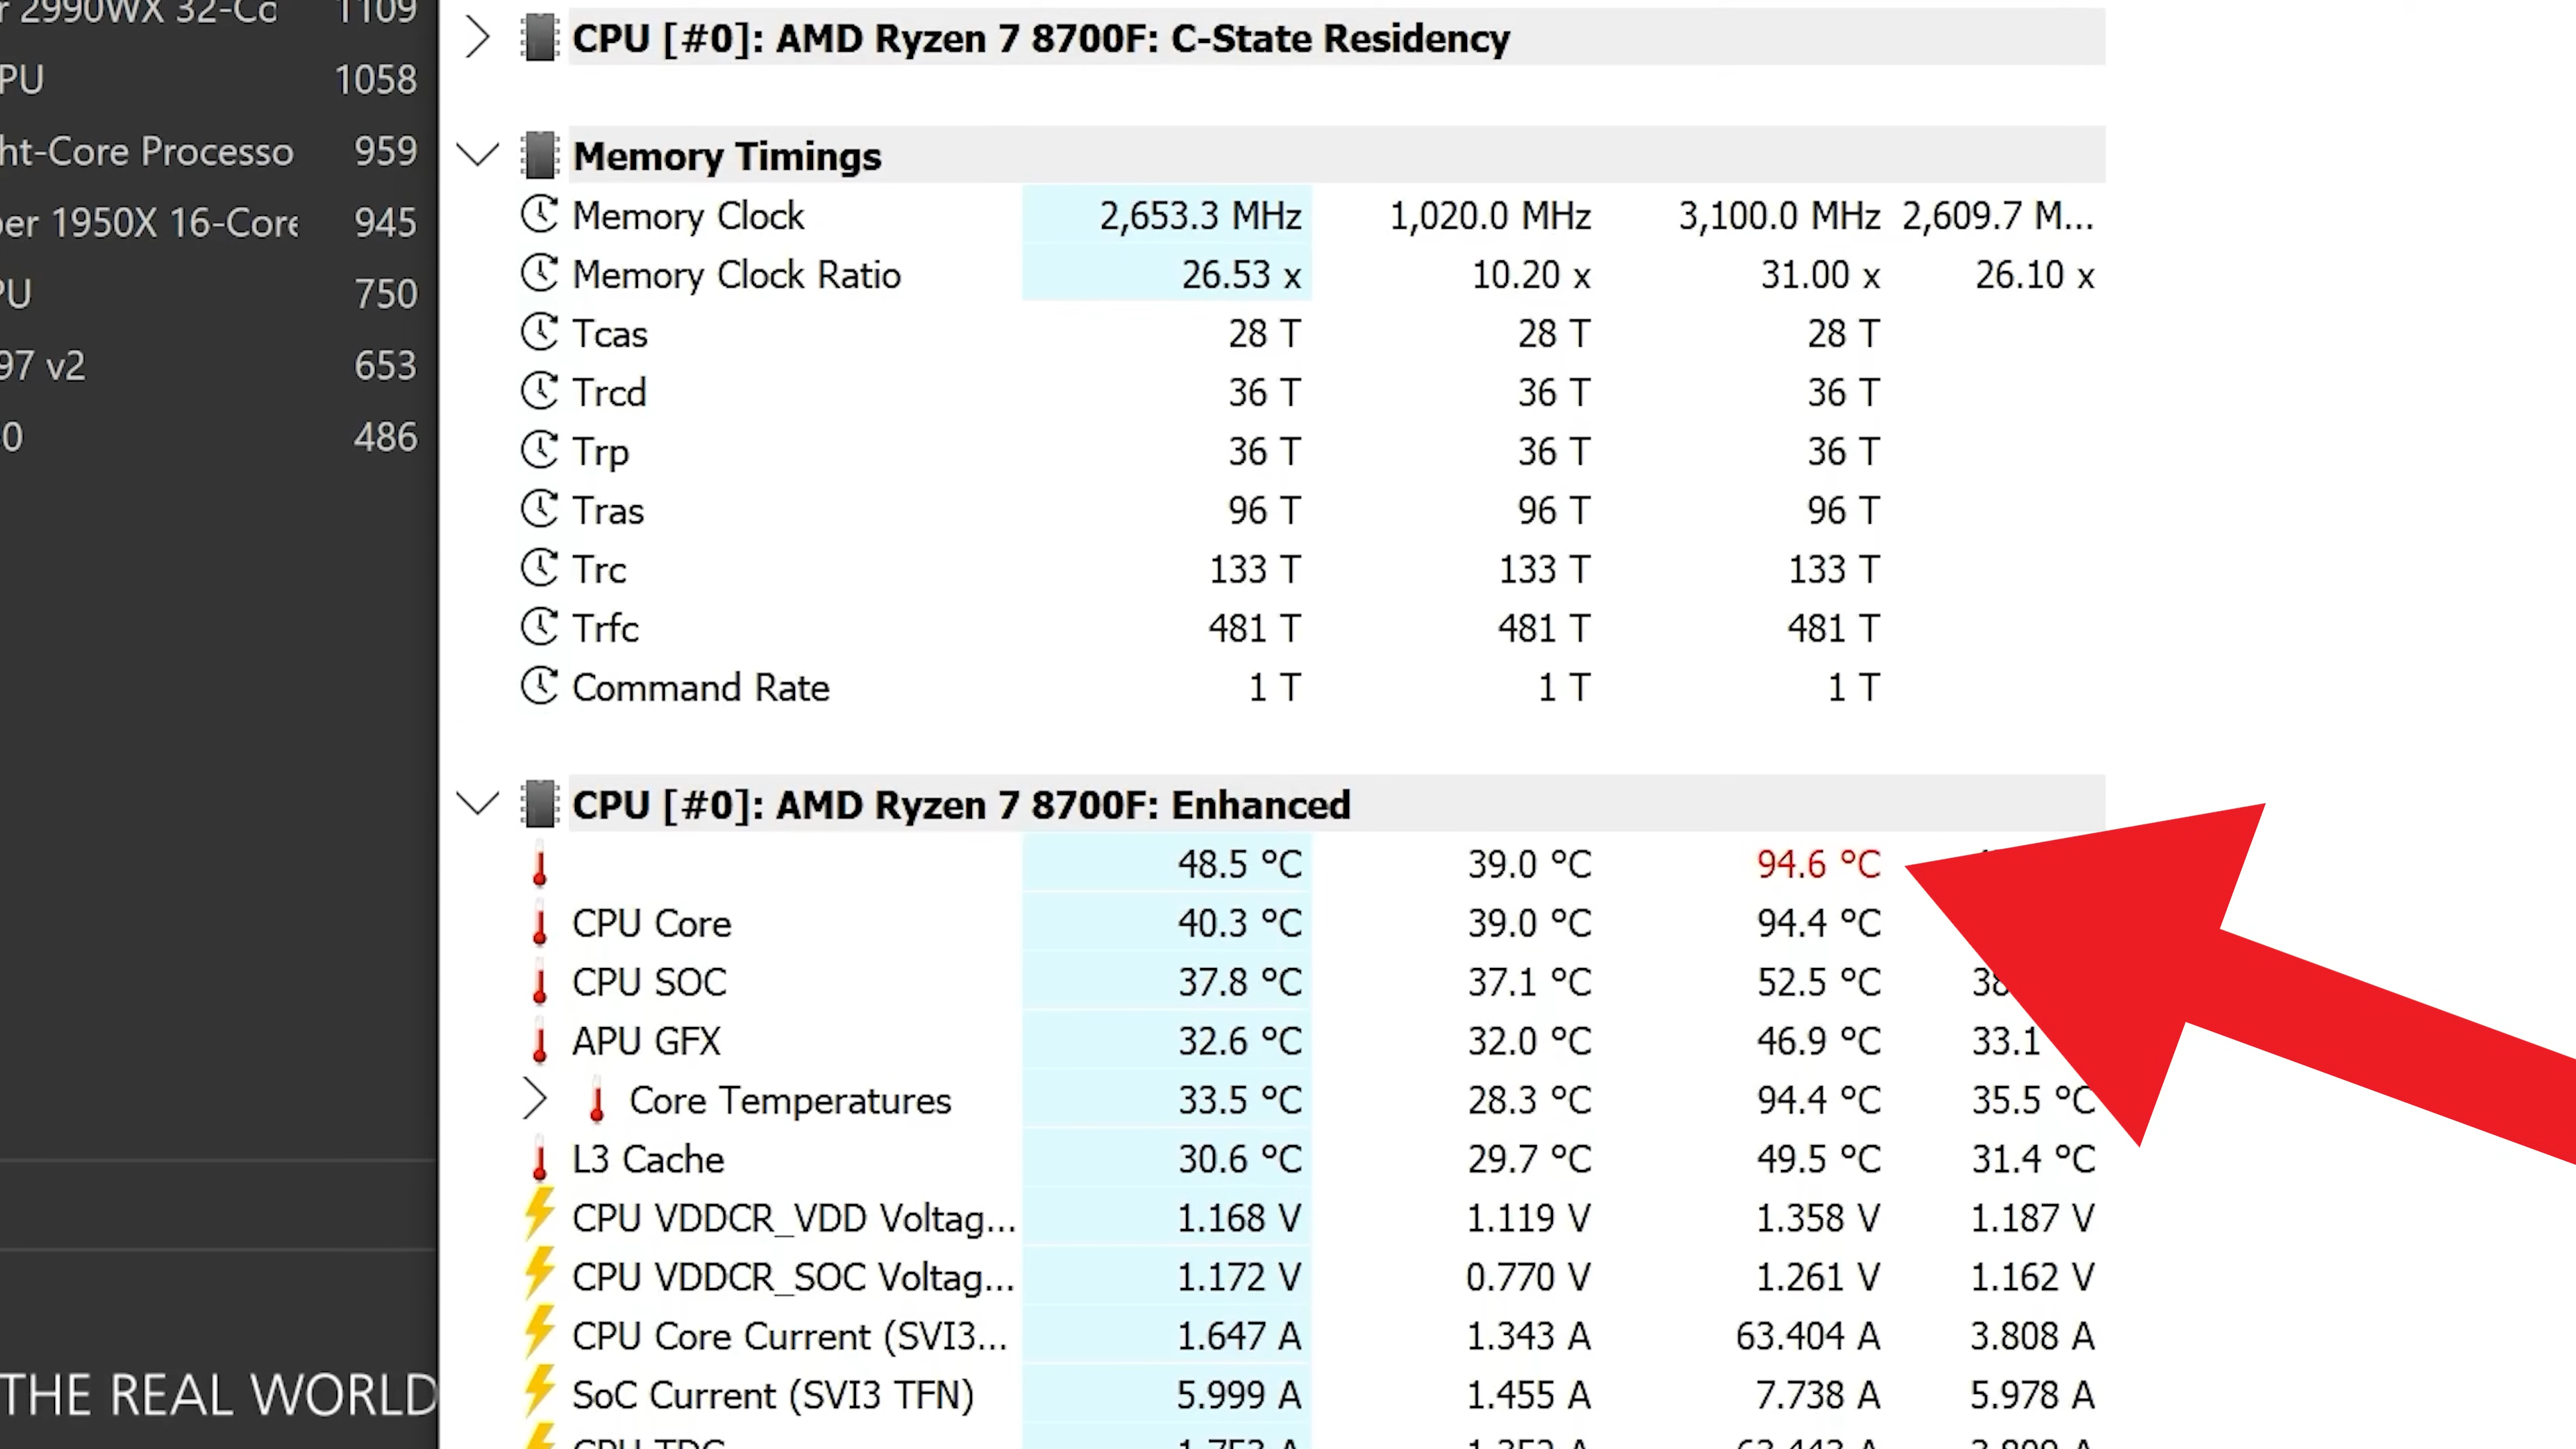 r 2990WX 32-Co 1109
PU 1058
ht-Core Processo 959
per 1950X 16-Core 945
PU 750
97 v2 653
0 486
THE REAL WORLD
CPU [#0]: AMD Ryzen 7 8700F: C-State Residency
Memory Timings
Memory Clock 2,653.3 MHz 1,020.0 MHz 3,100.0 MHz 2,609.7 M...
Memory Clock Ratio 26.53 x 10.20 x 31.00 x 26.10 x
Tcas 28 T 28 T 28 T
Trcd 36 T 36 T 36 T
Trp 36 T 36 T 36 T
Tras 96 T 96 T 96 T
Trc 133 T 133 T 133 T
Trfc 481 T 481 T 481 T
Command Rate 1 T 1 T 1 T
CPU [#0]: AMD Ryzen 7 8700F: Enhanced
48.5 °C 39.0 °C 94.6 °C
CPU Core 40.3 °C 39.0 °C 94.4 °C
CPU SOC 37.8 °C 37.1 °C 52.5 °C 38
APU GFX 32.6 °C 32.0 °C 46.9 °C 33.1
Core Temperatures 33.5 °C 28.3 °C 94.4 °C 35.5 °C
L3 Cache 30.6 °C 29.7 °C 49.5 °C 31.4 °C
CPU VDDCR_VDD Voltag... 1.168 V 1.119 V 1.358 V 1.187 V
CPU VDDCR_SOC Voltag... 1.172 V 0.770 V 1.261 V 1.162 V
CPU Core Current (SVI3... 1.647 A 1.343 A 63.404 A 3.808 A
SoC Current (SVI3 TFN) 5.999 A 1.455 A 7.738 A 5.978 A